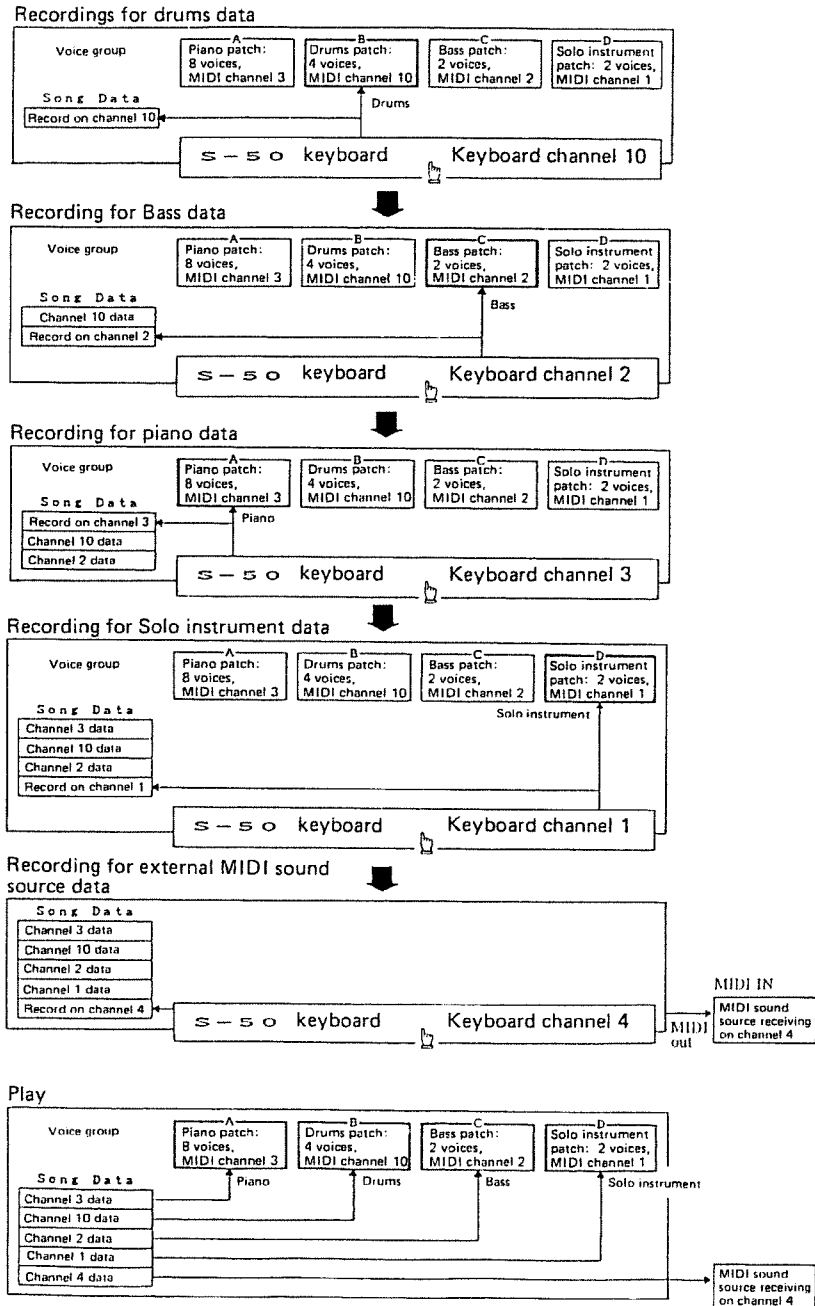 Recordings for drums data
Voice group
A
Piano patch:
8 voices,
MIDI channel 3
B
Drums patch:
4 voices,
MIDI channel 10
C
Bass patch:
2 voices,
MIDI channel 2
D
Solo instrument
patch: 2 voices,
MIDI channel 1
Song Data
Record on channel 10
Drums
S-50 keyboard Keyboard channel 10
Recording for Bass data
Voice group
A
Piano patch:
8 voices,
MIDI channel 3
B
Drums patch:
4 voices,
MIDI channel 10
C
Bass patch:
2 voices,
MIDI channel 2
D
Solo instrument
patch: 2 voices,
MIDI channel 1
Song Data
Channel 10 data
Record on channel 2
Bass
S-50 keyboard Keyboard channel 2
Recording for piano data
Voice group
A
Piano patch:
8 voices,
MIDI channel 3
B
Drums patch:
4 voices,
MIDI channel 10
C
Bass patch:
2 voices,
MIDI channel 2
D
Solo instrument
patch: 2 voices,
MIDI channel 1
Song Data
Record on channel 3
Channel 10 data
Channel 2 data
Piano
S-50 keyboard Keyboard channel 3
Recording for Solo instrument data
Voice group
A
Piano patch:
8 voices,
MIDI channel 3
B
Drums patch:
4 voices,
MIDI channel 10
C
Bass patch:
2 voices,
MIDI channel 2
D
Solo instrument
patch: 2 voices,
MIDI channel 1
Song Data
Channel 3 data
Channel 10 data
Channel 2 data
Record on channel 1
Solo instrument
S-50 keyboard Keyboard channel 1
Recording for external MIDI sound
source data
Song Data
Channel 3 data
Channel 10 data
Channel 2 data
Channel 1 data
Record on channel 4
S-50 keyboard Keyboard channel 4
MIDI
out
MIDI IN
MIDI sound
source receiving
on channel 4
Play
Voice group
A
Piano patch:
8 voices,
MIDI channel 3
B
Drums patch:
4 voices,
MIDI channel 10
C
Bass patch:
2 voices,
MIDI channel 2
D
Solo instrument
patch: 2 voices,
MIDI channel 1
Song Data
Piano
Drums
Bass
Solo instrument
Channel 3 data
Channel 10 data
Channel 2 data
Channel 1 data
Channel 4 data
MIDI sound
source receiving
on channel 4